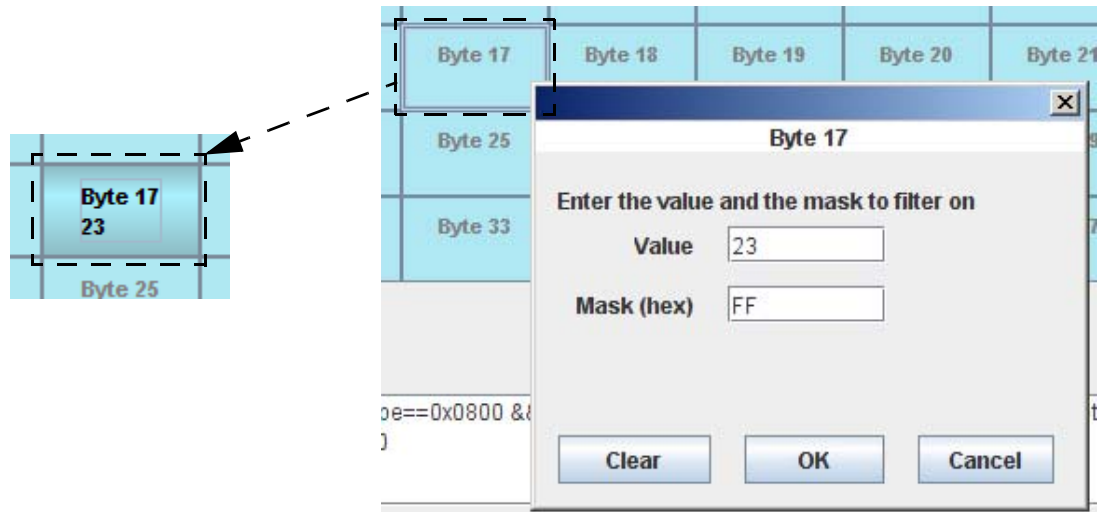 Byte 17 Byte 18 Byte 19 Byte 20 Byte 21
Byte 17
Byte 25
Byte 17
23
Enter the value and the mask to filter on
Byte 33
Value 23
Byte 25
Mask (hex) FF
==0x0800 &&
Clear OK Cancel